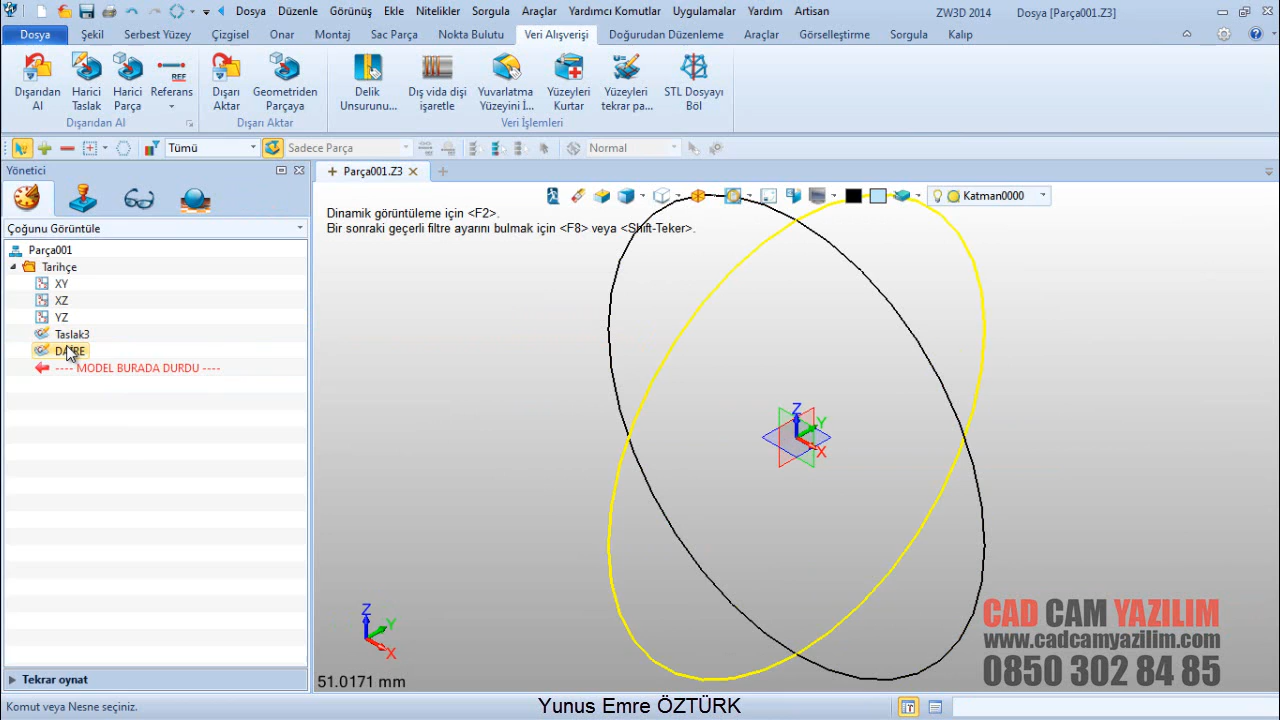 Dosya Düzenle Görünüş Ekle Nitelikler Sorgula Araçlar Yardımcı Komutlar Uygulamalar Yardım Artisan ZW3D 2014 Dosya [Parça001.Z3]
Dosya Şekil Serbest Yüzey Çizgisel Onar Montaj Sac Parça Nokta Bulutu Veri Alışverişi Doğurudan Düzenleme Araçlar Görselleştirme Sorgula Kalıp
Dışarıdan Al
Harici Taslak
Harici Parça
REF
Referans
Dışarı Aktar
Geometriden Parçaya
Delik Unsurunu...
Dış vida dişi işaretle
Yuvarlatma Yüzeyini İ...
Yüzeyleri Kurtar
Yüzeyleri tekrar pa...
STL Dosyayı Böl
Dışarıdan Al Dışarı Aktar Veri İşlemleri
Tümü Sadece Parça Normal
Yönetici
Parça001.Z3
Katman0000
Dinamik görüntüleme için <F2>.
Bir sonraki geçerli filtre ayarını bulmak için <F8> veya <Shift-Teker>.
Çoğunu Görüntüle
Parça001
Tarihçe
XY
XZ
YZ
Taslak3
---- MODEL BURADA DURDU ----
Z
Y
X
Z
Y
X
51.0171 mm
CAD CAM YAZILIM
www.cadcamyazilim.com
0850 302 84 85
Tekrar oynat
Komut veya Nesne seçiniz.
Yunus Emre ÖZTÜRK